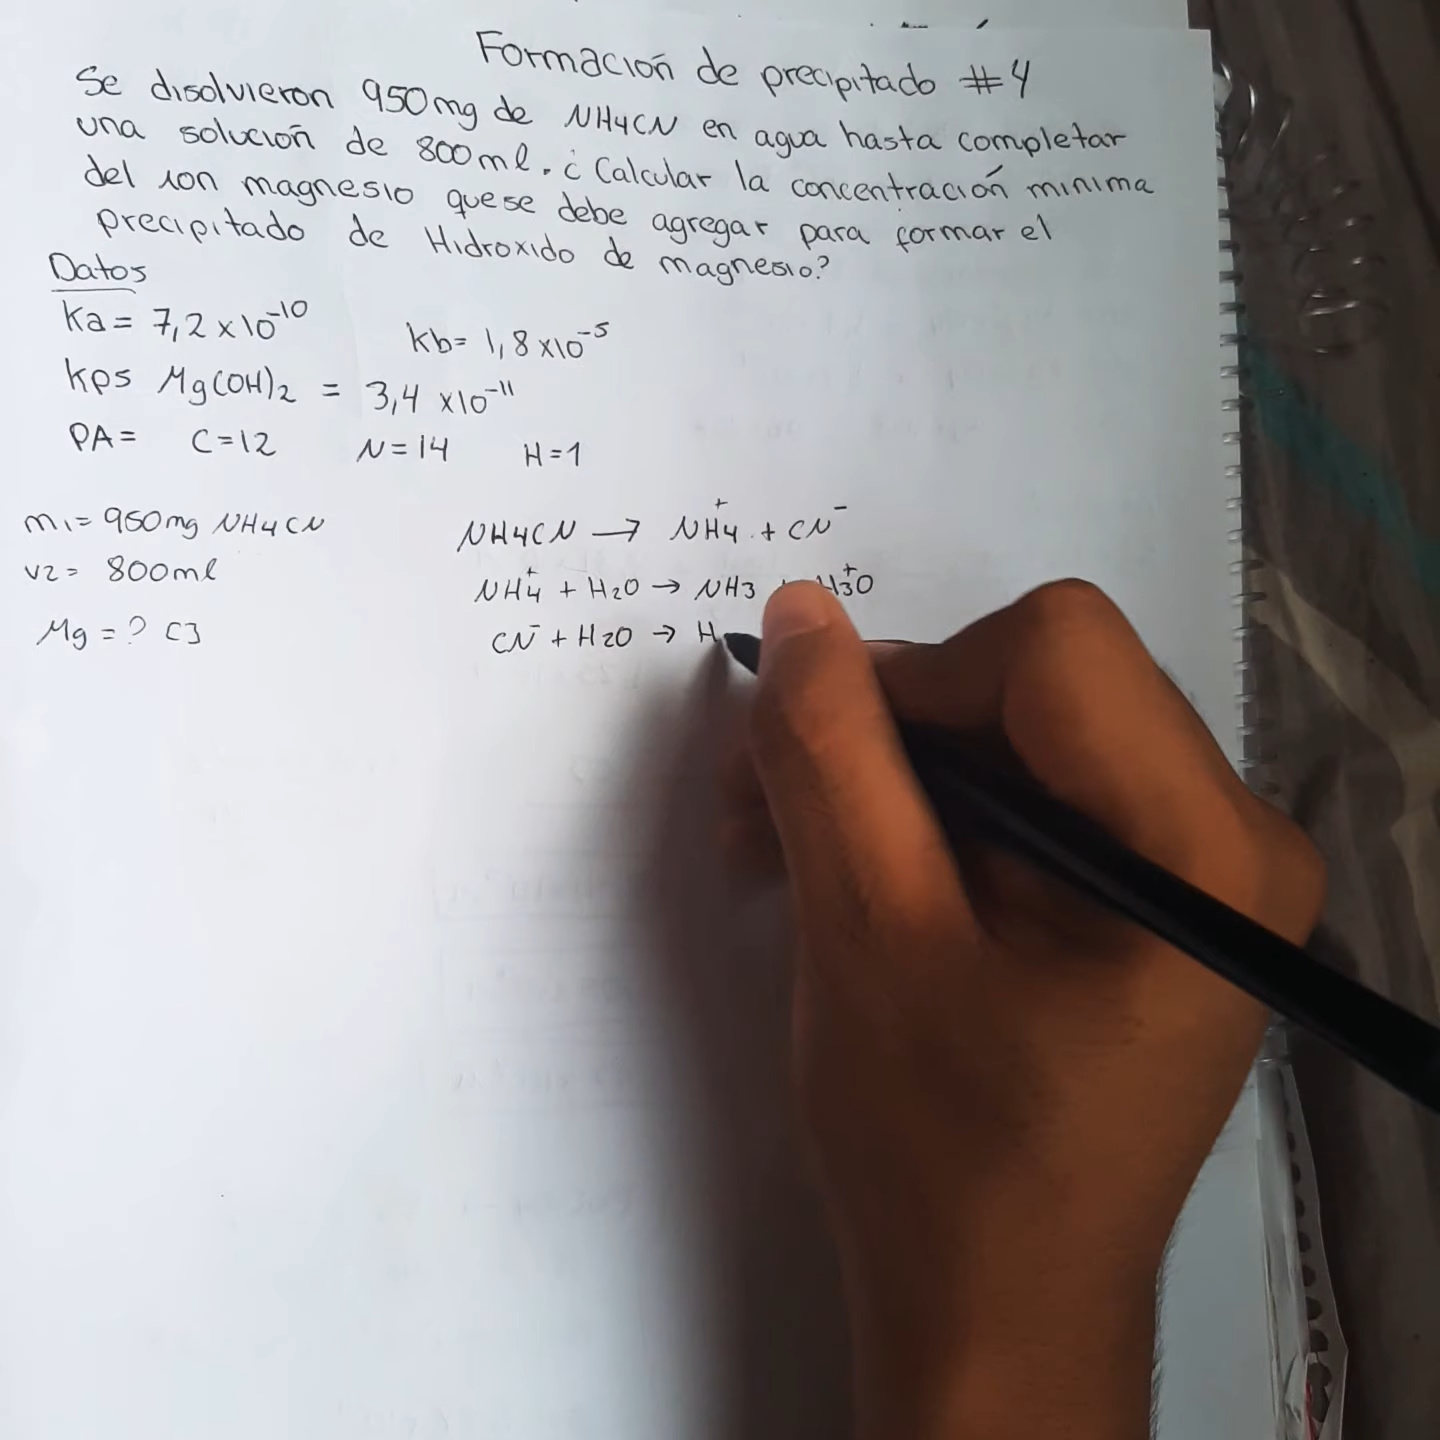 Formación de precipitado #4
Se disolvieron 950mg de NH4CN en agua hasta completar
una solución de 800ml. ¿Calcular la concentración minima
del ion magnesio que se debe agregar para formar el
precipitado de Hidroxido de magnesio?
Datos
Ka = 7,2 x 10⁻¹⁰ Kb = 1,8 x10⁻⁵
Kps Mg(OH)2 = 3,4 x10⁻¹¹
PA = C=12 N=14 H=1
m1= 950mg NH4CN NH4CN → NH4⁺ + CN⁻
V2= 800ml NH4⁺ + H2O → NH3 + H3⁺O
Mg = ? [] CN⁻ + H2O → H